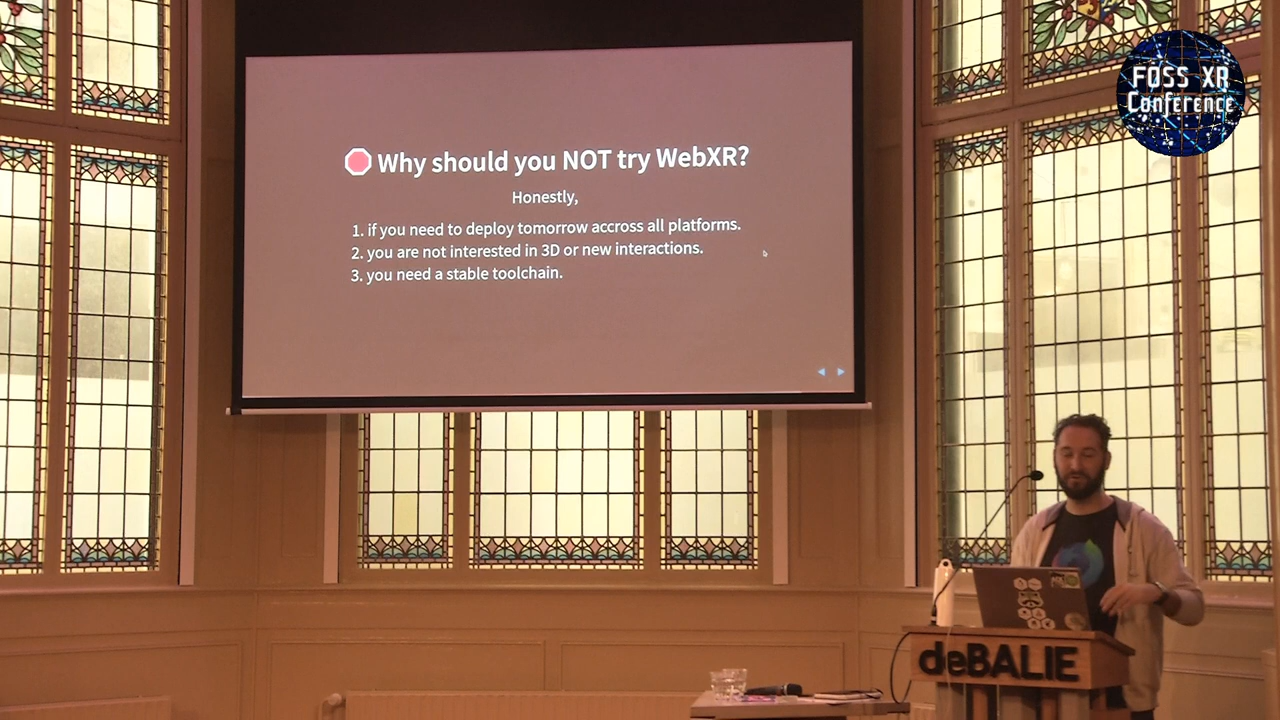 FOSS XR
Conference
Why should you NOT try WebXR?
Honestly,
1. if you need to deploy tomorrow accross all platforms.
2. you are not interested in 3D or new interactions.
3. you need a stable toolchain.
deBALIE